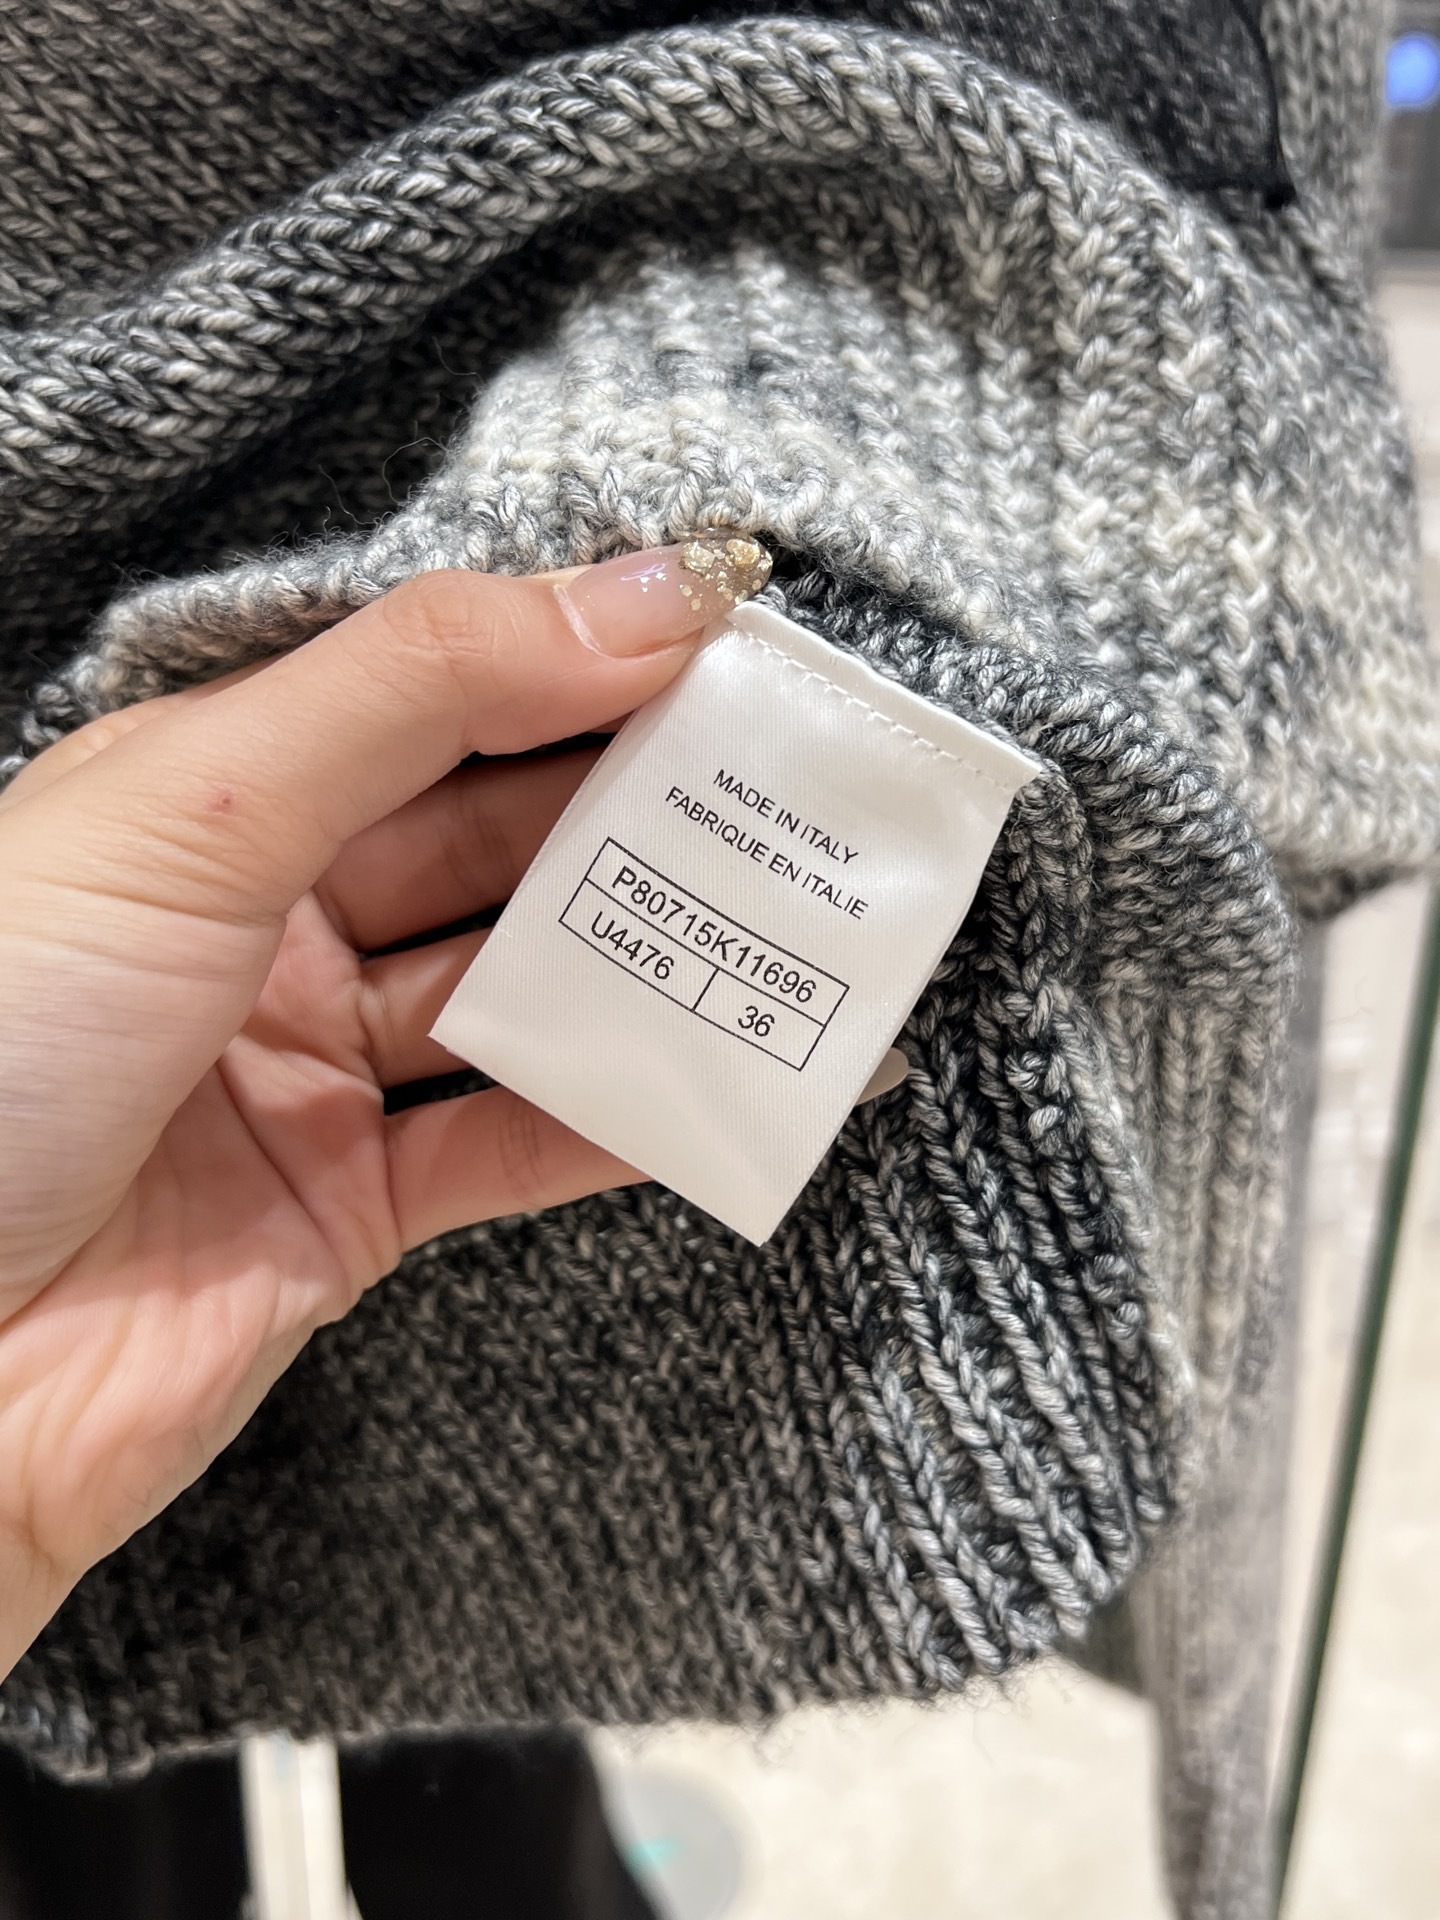 MADE IN ITALY
FABRIQUE EN ITALIE
P80715K11696
U4476 36